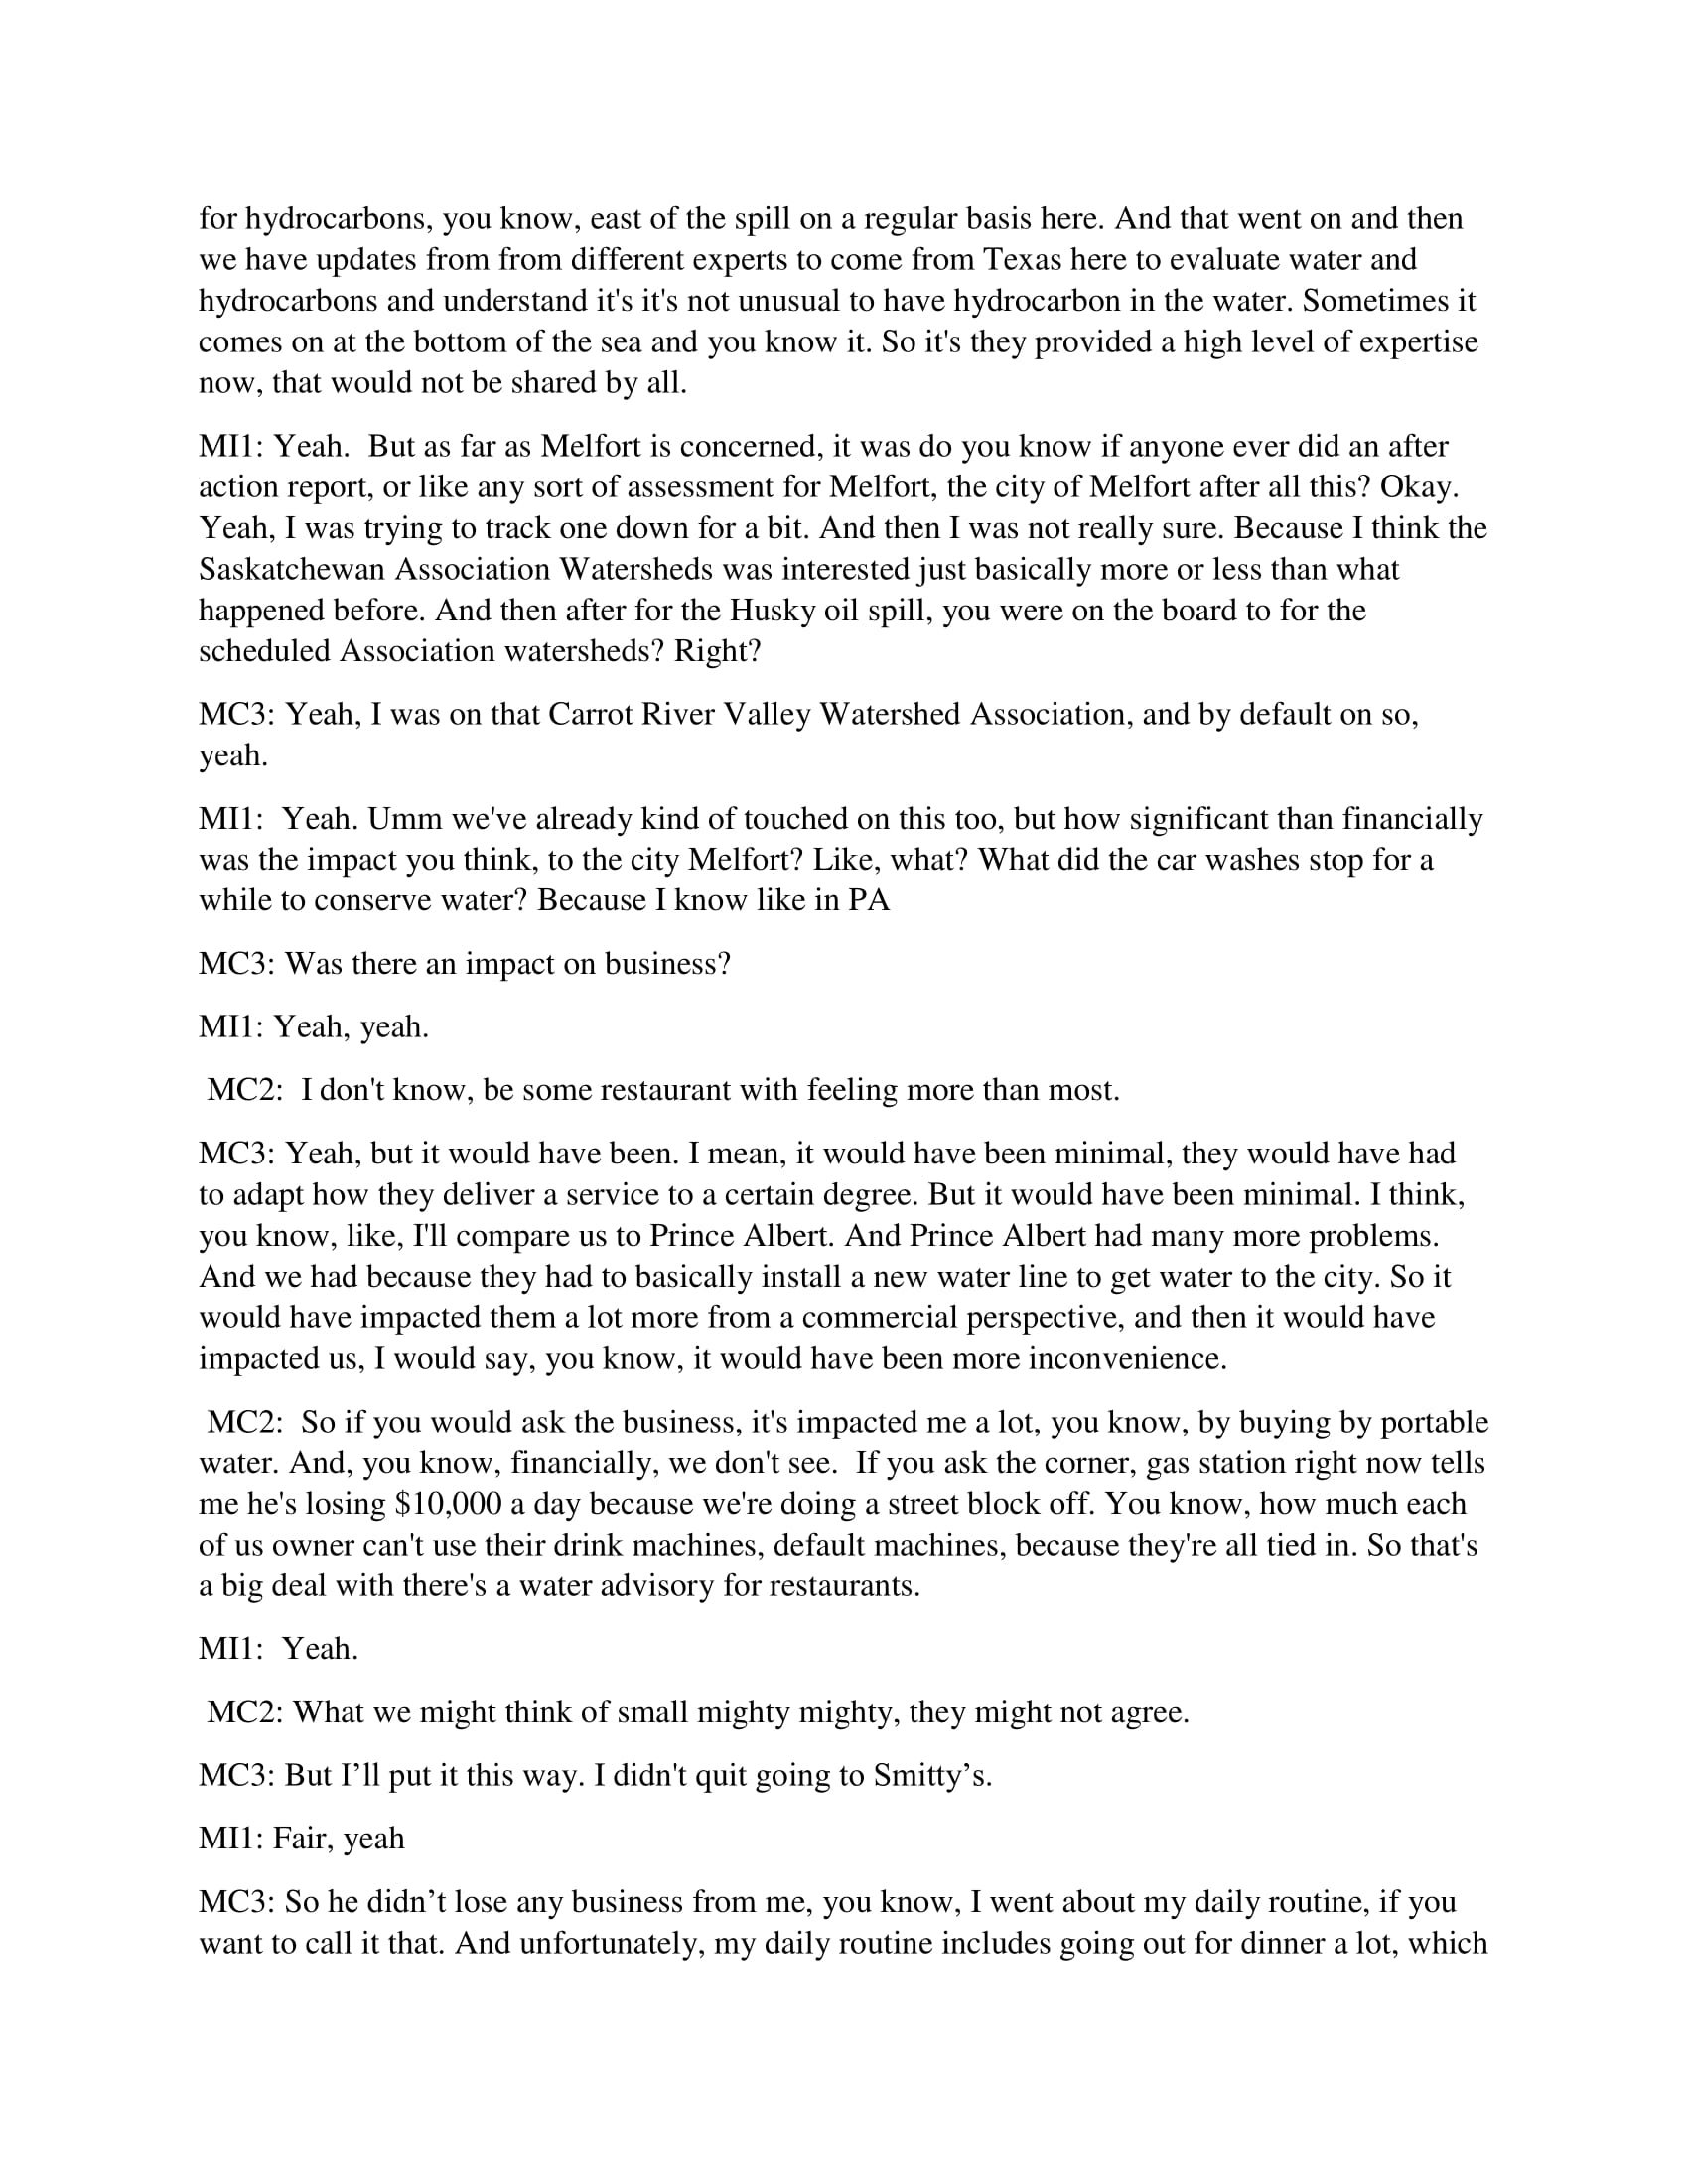 for hydrocarbons, you know, east of the spill on a regular basis here. And that went on and then
we have updates from from different experts to come from Texas here to evaluate water and
hydrocarbons and understand it's it's not unusual to have hydrocarbon in the water. Sometimes it
comes on at the bottom of the sea and you know it. So it's they provided a high level of expertise
now, that would not be shared by all.
MI1: Yeah.  But as far as Melfort is concerned, it was do you know if anyone ever did an after
action report, or like any sort of assessment for Melfort, the city of Melfort after all this? Okay.
Yeah, I was trying to track one down for a bit. And then I was not really sure. Because I think the
Saskatchewan Association Watersheds was interested just basically more or less than what
happened before. And then after for the Husky oil spill, you were on the board to for the
scheduled Association watersheds? Right?
MC3: Yeah, I was on that Carrot River Valley Watershed Association, and by default on so,
yeah.
MI1:  Yeah. Umm we've already kind of touched on this too, but how significant than financially
was the impact you think, to the city Melfort? Like, what? What did the car washes stop for a
while to conserve water? Because I know like in PA
MC3: Was there an impact on business?
MI1: Yeah, yeah.
MC2:  I don't know, be some restaurant with feeling more than most.
MC3: Yeah, but it would have been. I mean, it would have been minimal, they would have had
to adapt how they deliver a service to a certain degree. But it would have been minimal. I think,
you know, like, I'll compare us to Prince Albert. And Prince Albert had many more problems.
And we had because they had to basically install a new water line to get water to the city. So it
would have impacted them a lot more from a commercial perspective, and then it would have
impacted us, I would say, you know, it would have been more inconvenience.
MC2:  So if you would ask the business, it's impacted me a lot, you know, by buying by portable
water. And, you know, financially, we don't see.  If you ask the corner, gas station right now tells
me he's losing $10,000 a day because we're doing a street block off. You know, how much each
of us owner can't use their drink machines, default machines, because they're all tied in. So that's
a big deal with there's a water advisory for restaurants.
MI1:  Yeah.
MC2: What we might think of small mighty mighty, they might not agree.
MC3: But I’ll put it this way. I didn't quit going to Smitty’s.
MI1: Fair, yeah
MC3: So he didn’t lose any business from me, you know, I went about my daily routine, if you
want to call it that. And unfortunately, my daily routine includes going out for dinner a lot, which